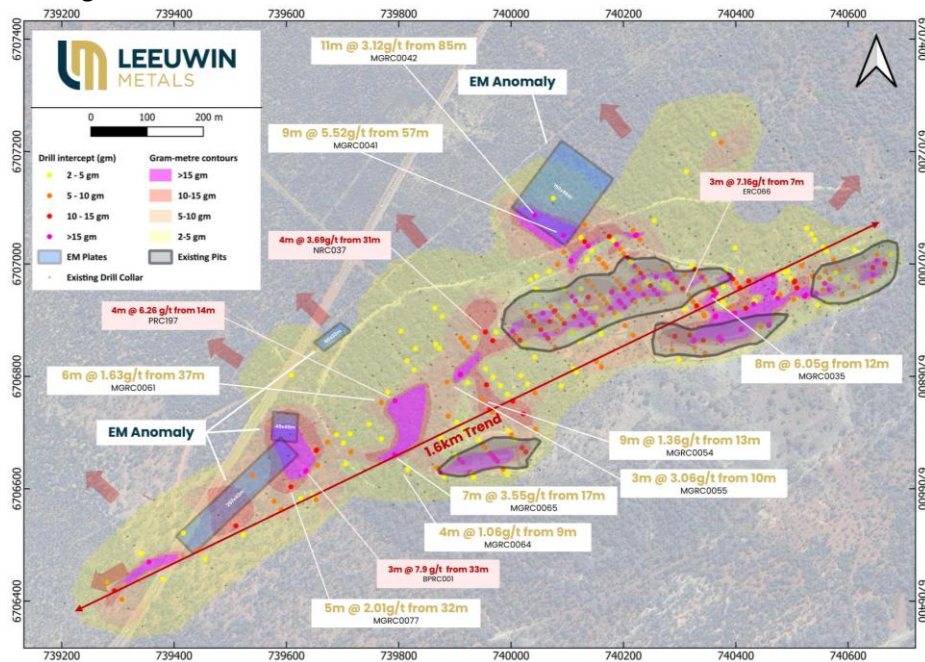 739200 739400 739600 739800 740000 740200 740400 740600
6707400
6707400
LEEUWIN
METALS
0 100 200 m
Drill intercept (gm)
Gram-metre contours
2 - 5 gm
>15 gm
5 - 10 gm
10-15 gm
10 - 15 gm
5-10 gm
>15 gm
2-5 gm
EM Plates
Existing Pits
Existing Drill Collar
11m @ 3.12g/t from 85m
MGRC0042
EM Anomaly
9m @ 5.52g/t from 57m
MGRC0041
6707200
6707200
3m @ 7.16g/t from 7m
ERC066
4m @ 3.69g/t from 31m
NRC037
6707000
6707000
4m @ 6.26 g/t from 14m
PRC197
6m @ 1.63g/t from 37m
MGRC0061
6706800
6706800
8m @ 6.05g from 12m
MGRC0035
EM Anomaly
1.6km Trend
9m @ 1.36g/t from 13m
MGRC0054
3m @ 3.06g/t from 10m
MGRC0055
6706600
6706600
7m @ 3.55g/t from 17m
MGRC0065
4m @ 1.06g/t from 9m
MGRC0064
3m @ 7.9 g/t from 33m
BPRC001
5m @ 2.01g/t from 32m
MGRC0077
6706400
6706400
739200 739400 739600 739800 740000 740200 740400 740600